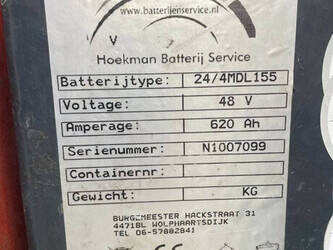 www.batterijenservice.nl
V
Hoekman Batterij Service
Batterijtype: 24/4MDL155
Voltage: 48 V
Amperage: 620 Ah
Serienummer: N1007099
Containernr:
Gewicht: KG
BURGEMEESTER HACKSTRAAT 31
4471BL WOLPHAARTSDIJK
TEL 06-57882841
CE